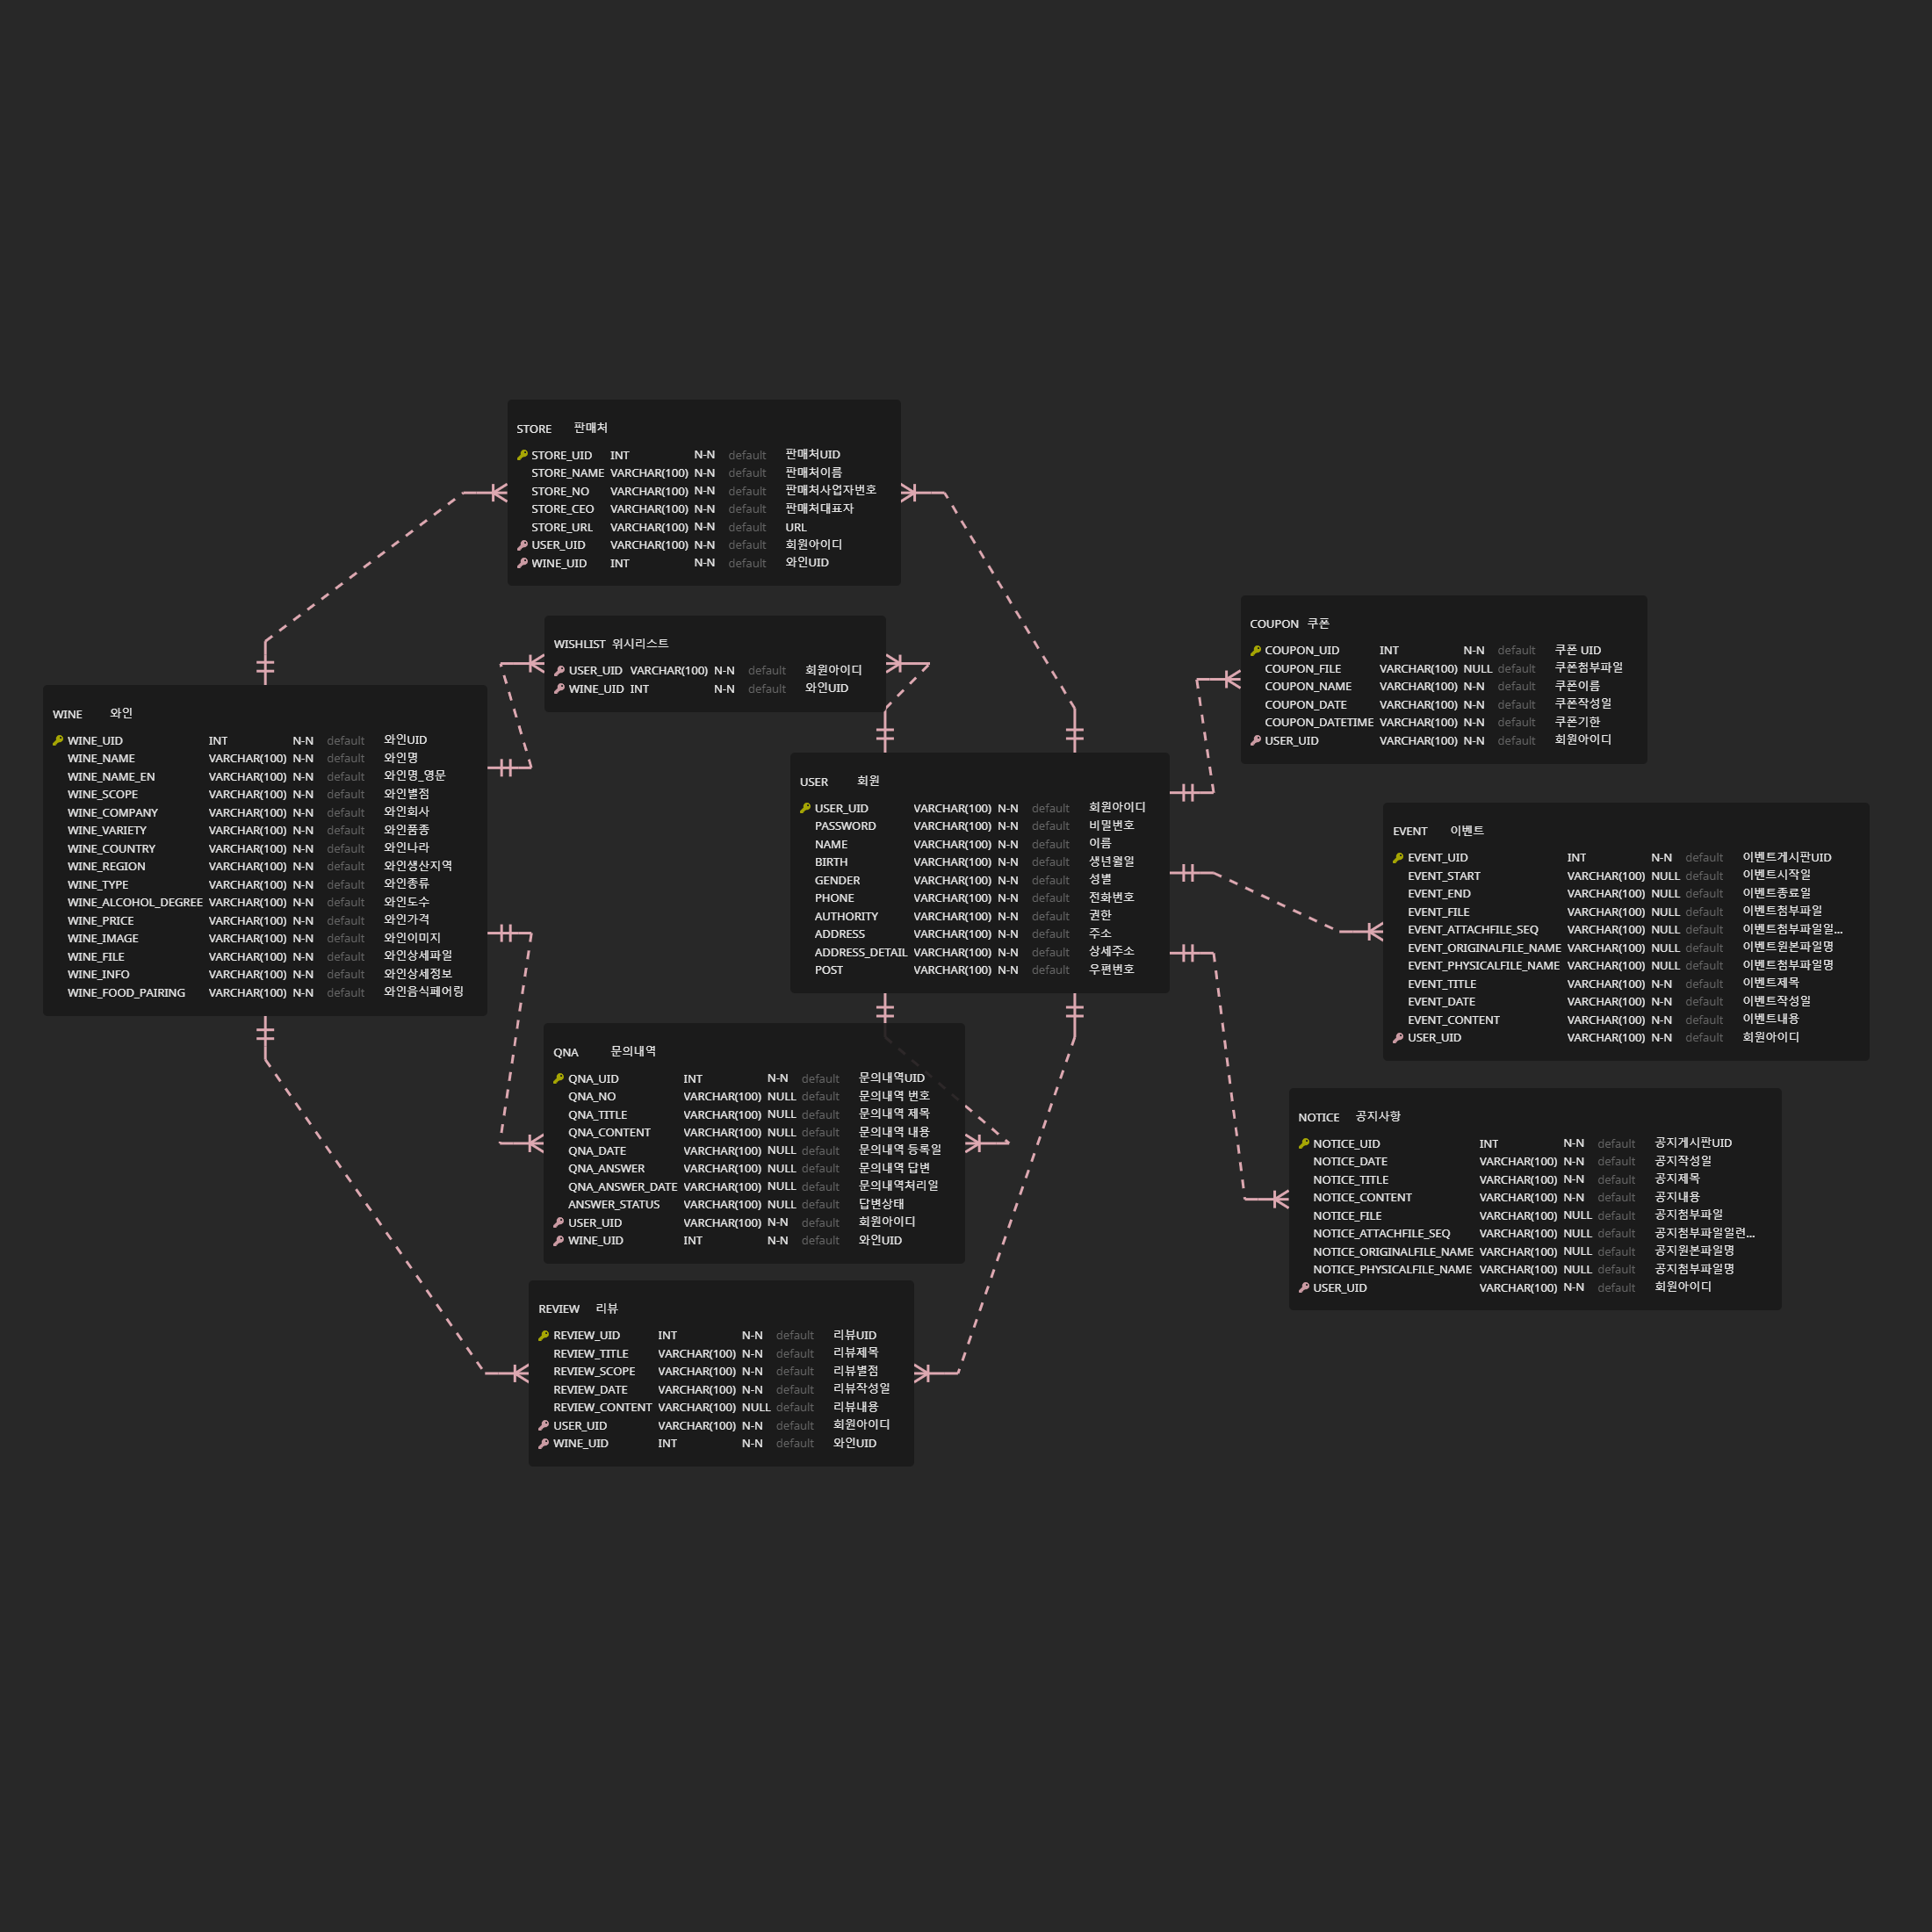 STORE 판매처
STORE_UID INT N-N default 판매처UID
STORE_NAME VARCHAR(100) N-N default 판매처이름
STORE_NO VARCHAR(100) N-N default 판매처사업자번호
STORE_CEO VARCHAR(100) N-N default 판매처대표자
STORE_URL VARCHAR(100) N-N default URL
USER_UID VARCHAR(100) N-N default 회원아이디
WINE_UID INT N-N default 와인UID
WISHLIST 위시리스트
USER_UID VARCHAR(100) N-N default 회원아이디
WINE_UID INT N-N default 와인UID
WINE 와인
WINE_UID INT N-N default 와인UID
WINE_NAME VARCHAR(100) N-N default 와인명
WINE_NAME_EN VARCHAR(100) N-N default 와인명_영문
WINE_SCOPE VARCHAR(100) N-N default 와인별점
WINE_COMPANY VARCHAR(100) N-N default 와인회사
WINE_VARIETY VARCHAR(100) N-N default 와인품종
WINE_COUNTRY VARCHAR(100) N-N default 와인나라
WINE_REGION VARCHAR(100) N-N default 와인생산지역
WINE_TYPE VARCHAR(100) N-N default 와인종류
WINE_ALCOHOL_DEGREE VARCHAR(100) N-N default 와인도수
WINE_PRICE VARCHAR(100) N-N default 와인가격
WINE_IMAGE VARCHAR(100) N-N default 와인이미지
WINE_FILE VARCHAR(100) N-N default 와인상세파일
WINE_INFO VARCHAR(100) N-N default 와인상세정보
WINE_FOOD_PAIRING VARCHAR(100) N-N default 와인음식페어링
USER 회원
USER_UID VARCHAR(100) N-N default 회원아이디
PASSWORD VARCHAR(100) N-N default 비밀번호
NAME VARCHAR(100) N-N default 이름
BIRTH VARCHAR(100) N-N default 생년월일
GENDER VARCHAR(100) N-N default 성별
PHONE VARCHAR(100) N-N default 전화번호
AUTHORITY VARCHAR(100) N-N default 권한
ADDRESS VARCHAR(100) N-N default 주소
ADDRESS_DETAIL VARCHAR(100) N-N default 상세주소
POST VARCHAR(100) N-N default 우편번호
COUPON 쿠폰
COUPON_UID INT N-N default 쿠폰 UID
COUPON_FILE VARCHAR(100) NULL default 쿠폰첨부파일
COUPON_NAME VARCHAR(100) N-N default 쿠폰이름
COUPON_DATE VARCHAR(100) N-N default 쿠폰작성일
COUPON_DATETIME VARCHAR(100) N-N default 쿠폰기한
USER_UID VARCHAR(100) N-N default 회원아이디
EVENT 이벤트
EVENT_UID INT N-N default 이벤트게시판UID
EVENT_START VARCHAR(100) NULL default 이벤트시작일
EVENT_END VARCHAR(100) NULL default 이벤트종료일
EVENT_FILE VARCHAR(100) NULL default 이벤트첨부파일
EVENT_ATTACHFILE_SEQ VARCHAR(100) NULL default 이벤트첨부파일일...
EVENT_ORIGINALFILE_NAME VARCHAR(100) NULL default 이벤트원본파일명
EVENT_PHYSICALFILE_NAME VARCHAR(100) NULL default 이벤트첨부파일명
EVENT_TITLE VARCHAR(100) N-N default 이벤트제목
EVENT_DATE VARCHAR(100) N-N default 이벤트작성일
EVENT_CONTENT VARCHAR(100) N-N default 이벤트내용
USER_UID VARCHAR(100) N-N default 회원아이디
QNA 문의내역
QNA_UID INT N-N default 문의내역UID
QNA_NO VARCHAR(100) NULL default 문의내역 번호
QNA_TITLE VARCHAR(100) NULL default 문의내역 제목
QNA_CONTENT VARCHAR(100) NULL default 문의내역 내용
QNA_DATE VARCHAR(100) NULL default 문의내역 등록일
QNA_ANSWER VARCHAR(100) NULL default 문의내역 답변
QNA_ANSWER_DATE VARCHAR(100) NULL default 문의내역처리일
ANSWER_STATUS VARCHAR(100) NULL default 답변상태
USER_UID VARCHAR(100) N-N default 회원아이디
WINE_UID INT N-N default 와인UID
NOTICE 공지사항
NOTICE_UID INT N-N default 공지게시판UID
NOTICE_DATE VARCHAR(100) N-N default 공지작성일
NOTICE_TITLE VARCHAR(100) N-N default 공지제목
NOTICE_CONTENT VARCHAR(100) N-N default 공지내용
NOTICE_FILE VARCHAR(100) NULL default 공지첨부파일
NOTICE_ATTACHFILE_SEQ VARCHAR(100) NULL default 공지첨부파일일련...
NOTICE_ORIGINALFILE_NAME VARCHAR(100) NULL default 공지원본파일명
NOTICE_PHYSICALFILE_NAME VARCHAR(100) NULL default 공지첨부파일명
USER_UID VARCHAR(100) N-N default 회원아이디
REVIEW 리뷰
REVIEW_UID INT N-N default 리뷰UID
REVIEW_TITLE VARCHAR(100) N-N default 리뷰제목
REVIEW_SCOPE VARCHAR(100) N-N default 리뷰별점
REVIEW_DATE VARCHAR(100) N-N default 리뷰작성일
REVIEW_CONTENT VARCHAR(100) NULL default 리뷰내용
USER_UID VARCHAR(100) N-N default 회원아이디
WINE_UID INT N-N default 와인UID